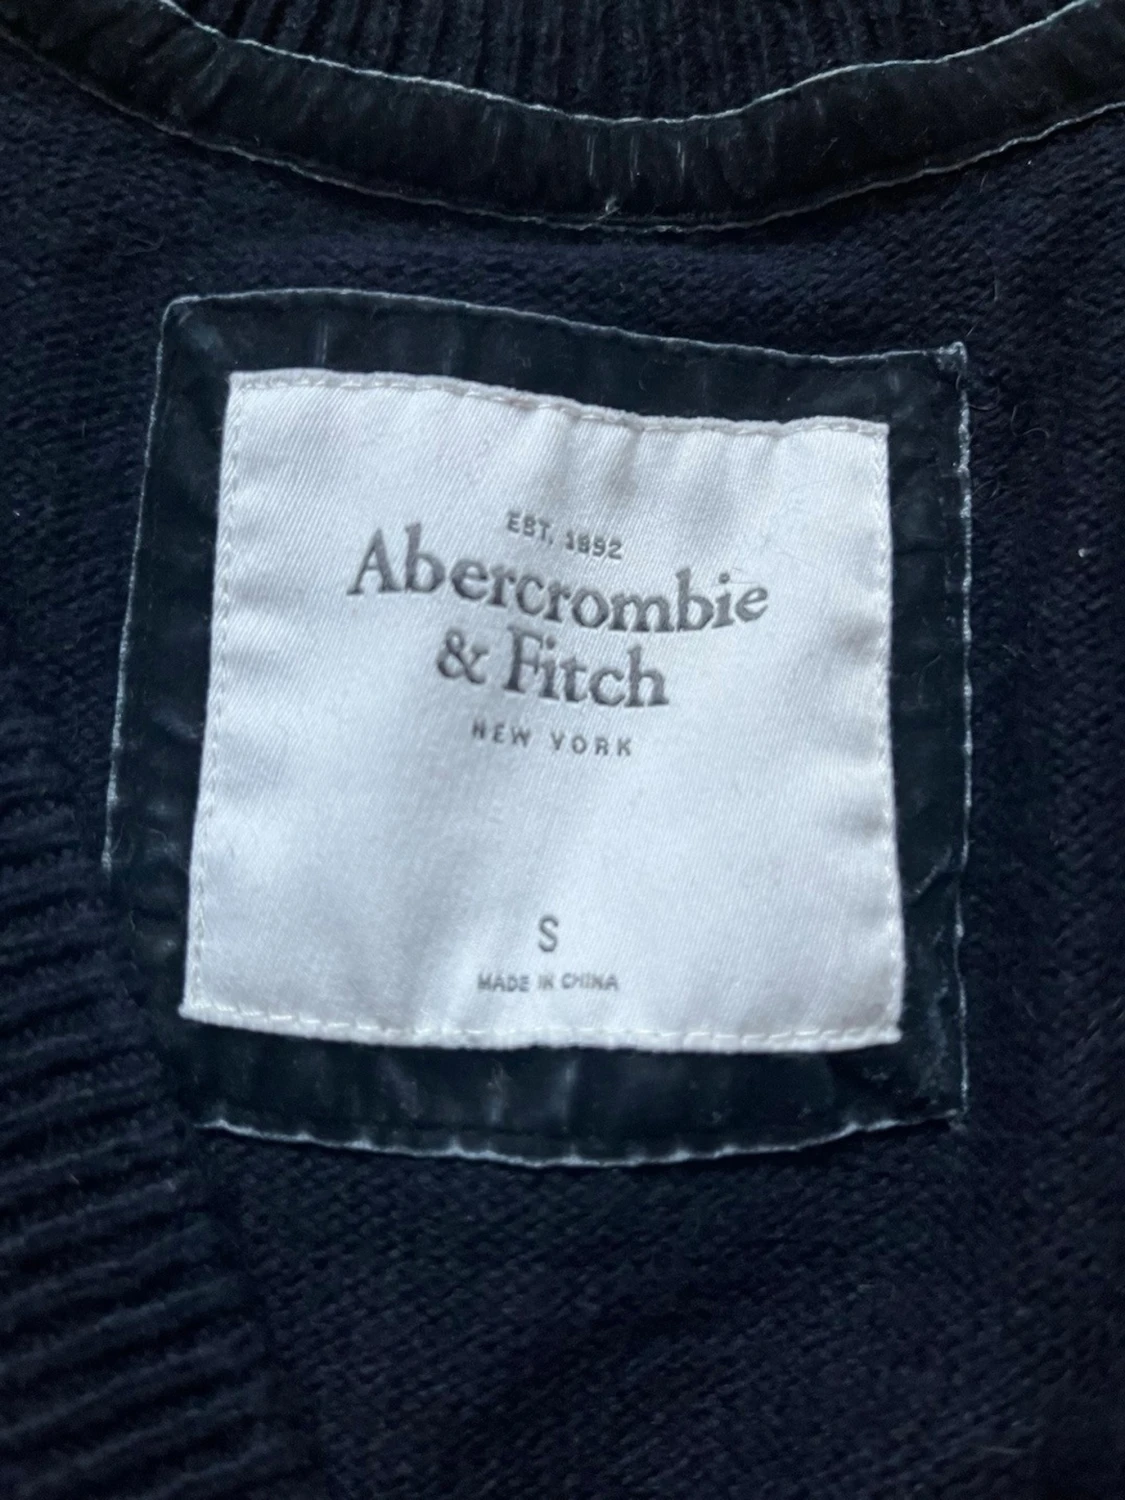 EST. 1892
Abercrombie
& Fitch
NEW YORK
S
MADE IN CHINA